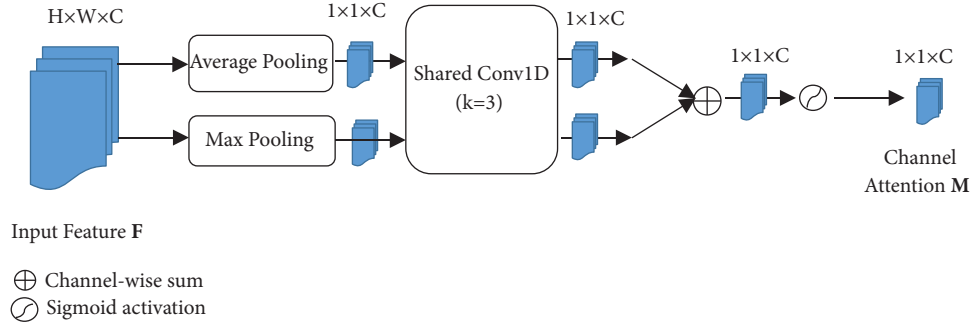 H×W×C
1×1×C
1×1×C
Average Pooling
Shared Conv1D
(k=3)
1×1×C
1×1×C
Max Pooling
Channel
Attention M
Input Feature F
Channel-wise sum
Sigmoid activation